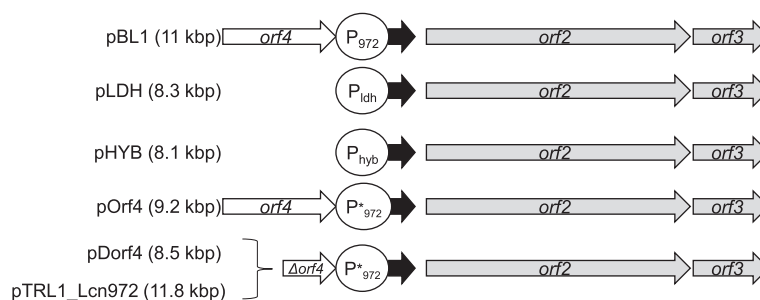 pBL1 (11 kbp) orf4 P972 orf2 orf3
pLDH (8.3 kbp) Pldh orf2 orf3
pHYB (8.1 kbp) Phyb orf2 orf3
pOrf4 (9.2 kbp) orf4 P*972 orf2 orf3
pDorf4 (8.5 kbp)
Δorf4 P*972 orf2 orf3
pTRL1_Lcn972 (11.8 kbp)